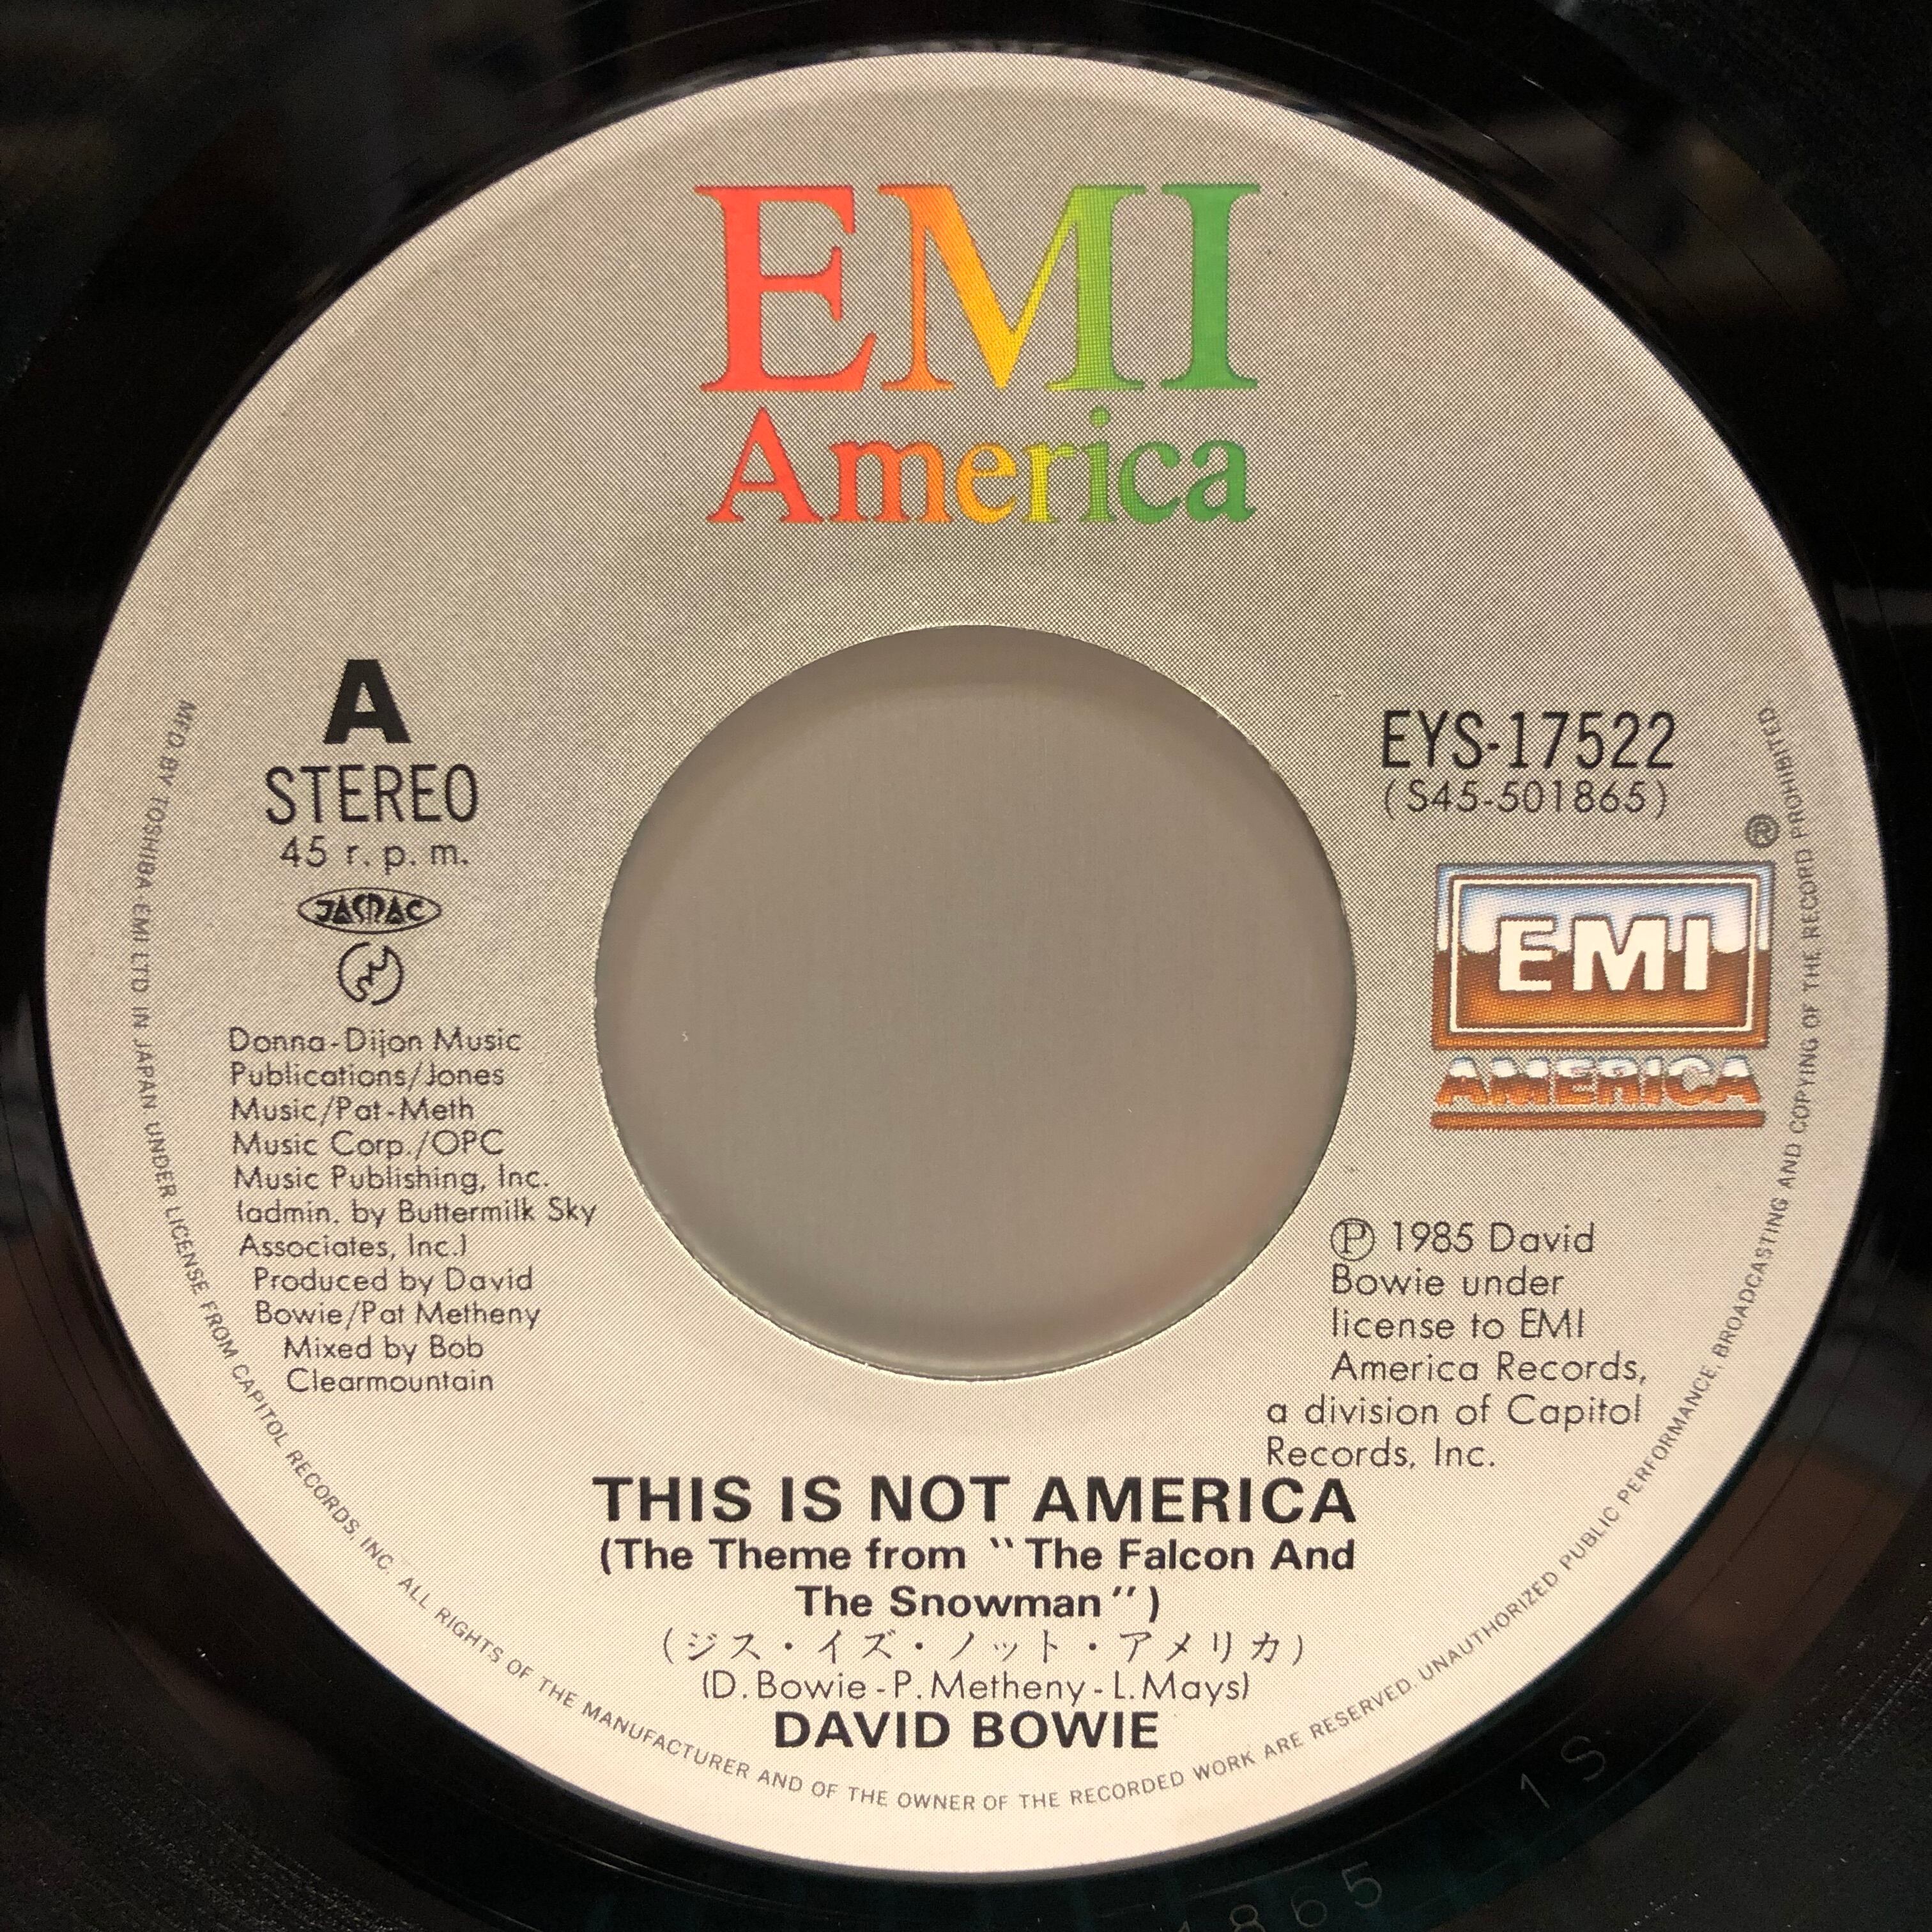 EMI
America
A
STEREO
45 r. p. m.
JASRAC
Donna-Dijon Music
Publications/Jones
Music/Pat-Meth
Music Corp./OPC
Music Publishing, Inc.
(admin. by Buttermilk Sky
Associates, Inc.)
Produced by David
Bowie/Pat Metheny
Mixed by Bob
Clearmountain
EYS-17522
(S45-501865)
®
EMI
AMERICA
Ⓟ 1985 David
Bowie under
license to EMI
America Records,
a division of Capitol
Records, Inc.
THIS IS NOT AMERICA
(The Theme from "The Falcon And
The Snowman")
(ジス・イズ・ノット・アメリカ)
(D. Bowie-P. Metheny-L. Mays)
DAVID BOWIE
MFD. BY TOSHIBA-EMI LTD IN JAPAN UNDER LICENSE FROM CAPITOL RECORDS, INC. ALL RIGHTS OF THE MANUFACTURER AND OF THE OWNER OF THE RECORDED WORK ARE RESERVED. UNAUTHORIZED PUBLIC PERFORMANCE, BROADCASTING AND COPYING OF THE RECORD PROHIBITED.
1865 1S